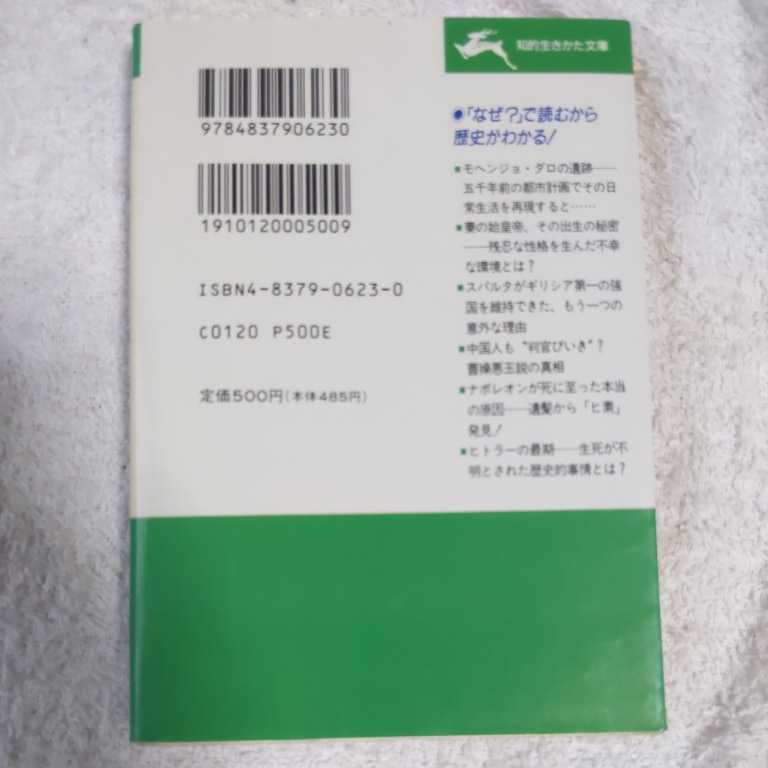 知的生きかた文庫
9784837906230
1910120005009
ISBN4-8379-0623-0
C0120 P500E
定価500円(本体485円)
●「なぜ?」で読むから
歴史がわかる!
■モヘンジョ・ダロの遺跡——
五千年前の都市計画でその日
常生活を再現すると……
■秦の始皇帝、その出生の秘密
——残忍な性格を生んだ不幸
な環境とは?
■スパルタがギリシア第一の強
国を維持できた、もう一つの
意外な理由
■中国人も“判官びいき”?
曹操悪玉説の真相
■ナポレオンが死に至った本当
の原因——遺髪から「ヒ素」
発見!
■ヒトラーの最期——生死が不
明とされた歴史的事情とは?